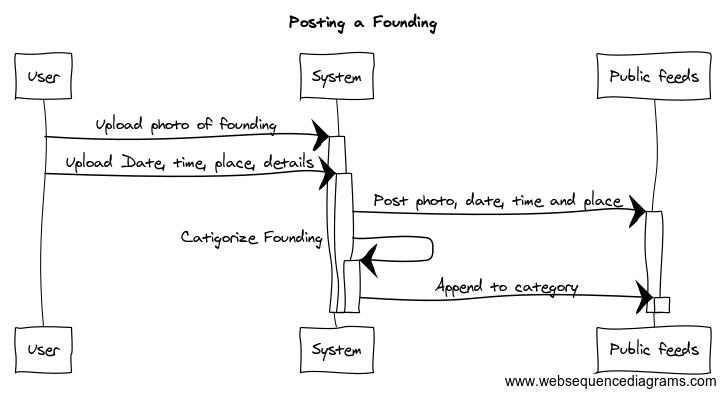 Posting a Founding
User
System
Public feeds
Upload photo of founding
Upload Date, time, place, details
Post photo, date, time and place
Catigorize Founding
Append to category
User
System
Public feeds
www.websequencediagrams.com